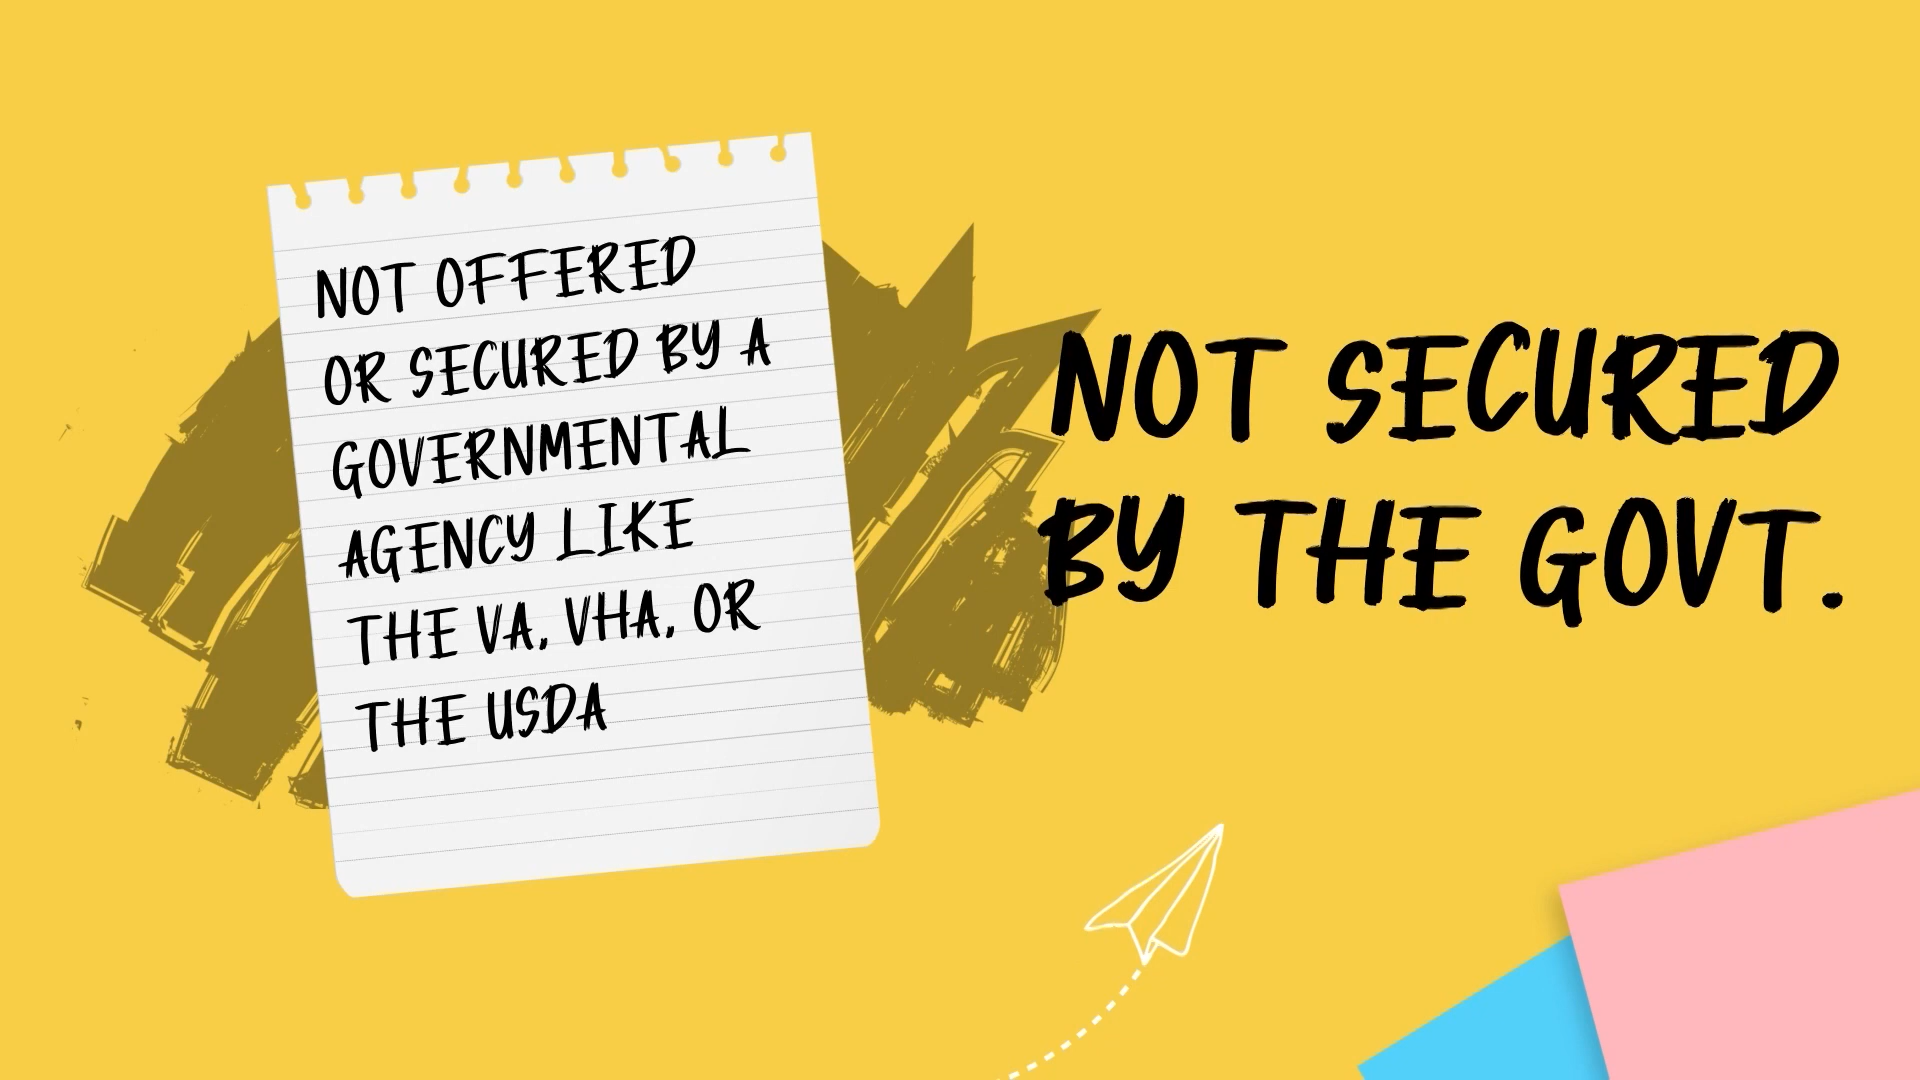 NOT OFFERED
OR SECURED BY A
GOVERNMENTAL
AGENCY LIKE
THE VA, VHA, OR
THE USDA
NOT SECURED
BY THE GOVT.